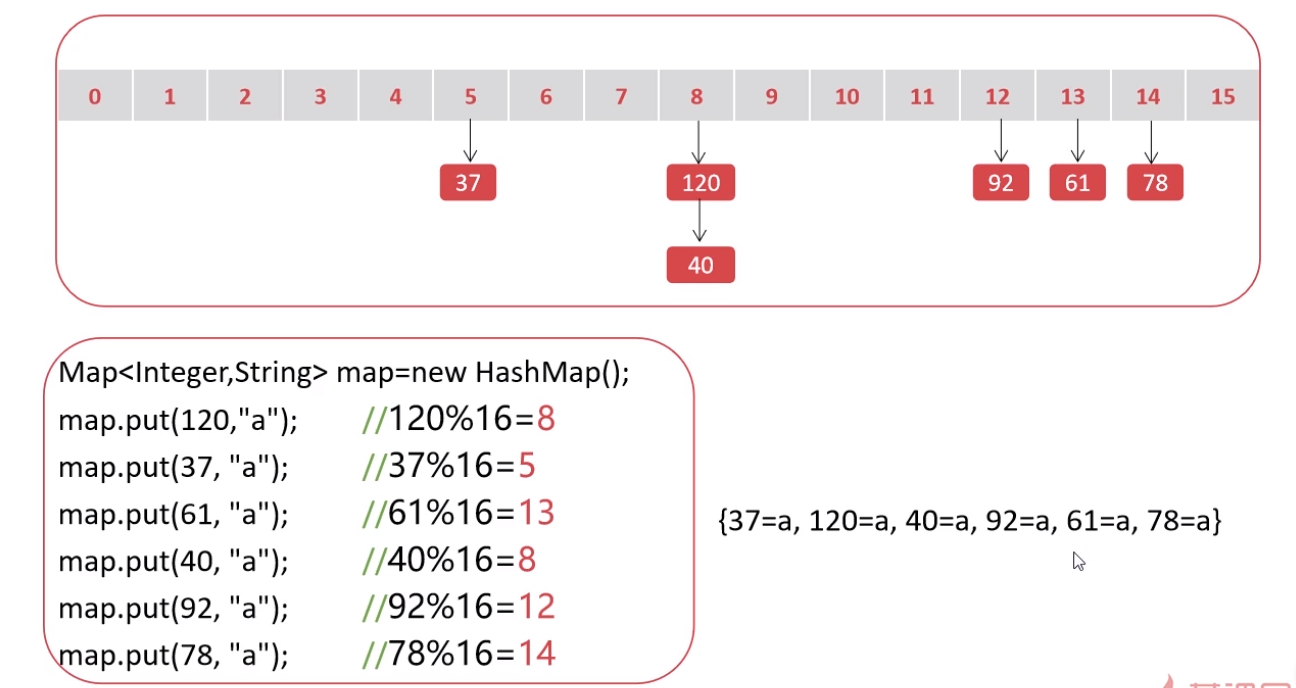 0 1 2 3 4 5 6 7 8 9 10 11 12 13 14 15
37 120 92 61 78
40
Map<Integer,String> map=new HashMap();
map.put(120,"a"); //120%16=8
map.put(37, "a"); //37%16=5
map.put(61, "a"); //61%16=13
map.put(40, "a"); //40%16=8
map.put(92, "a"); //92%16=12
map.put(78, "a"); //78%16=14
{37=a, 120=a, 40=a, 92=a, 61=a, 78=a}